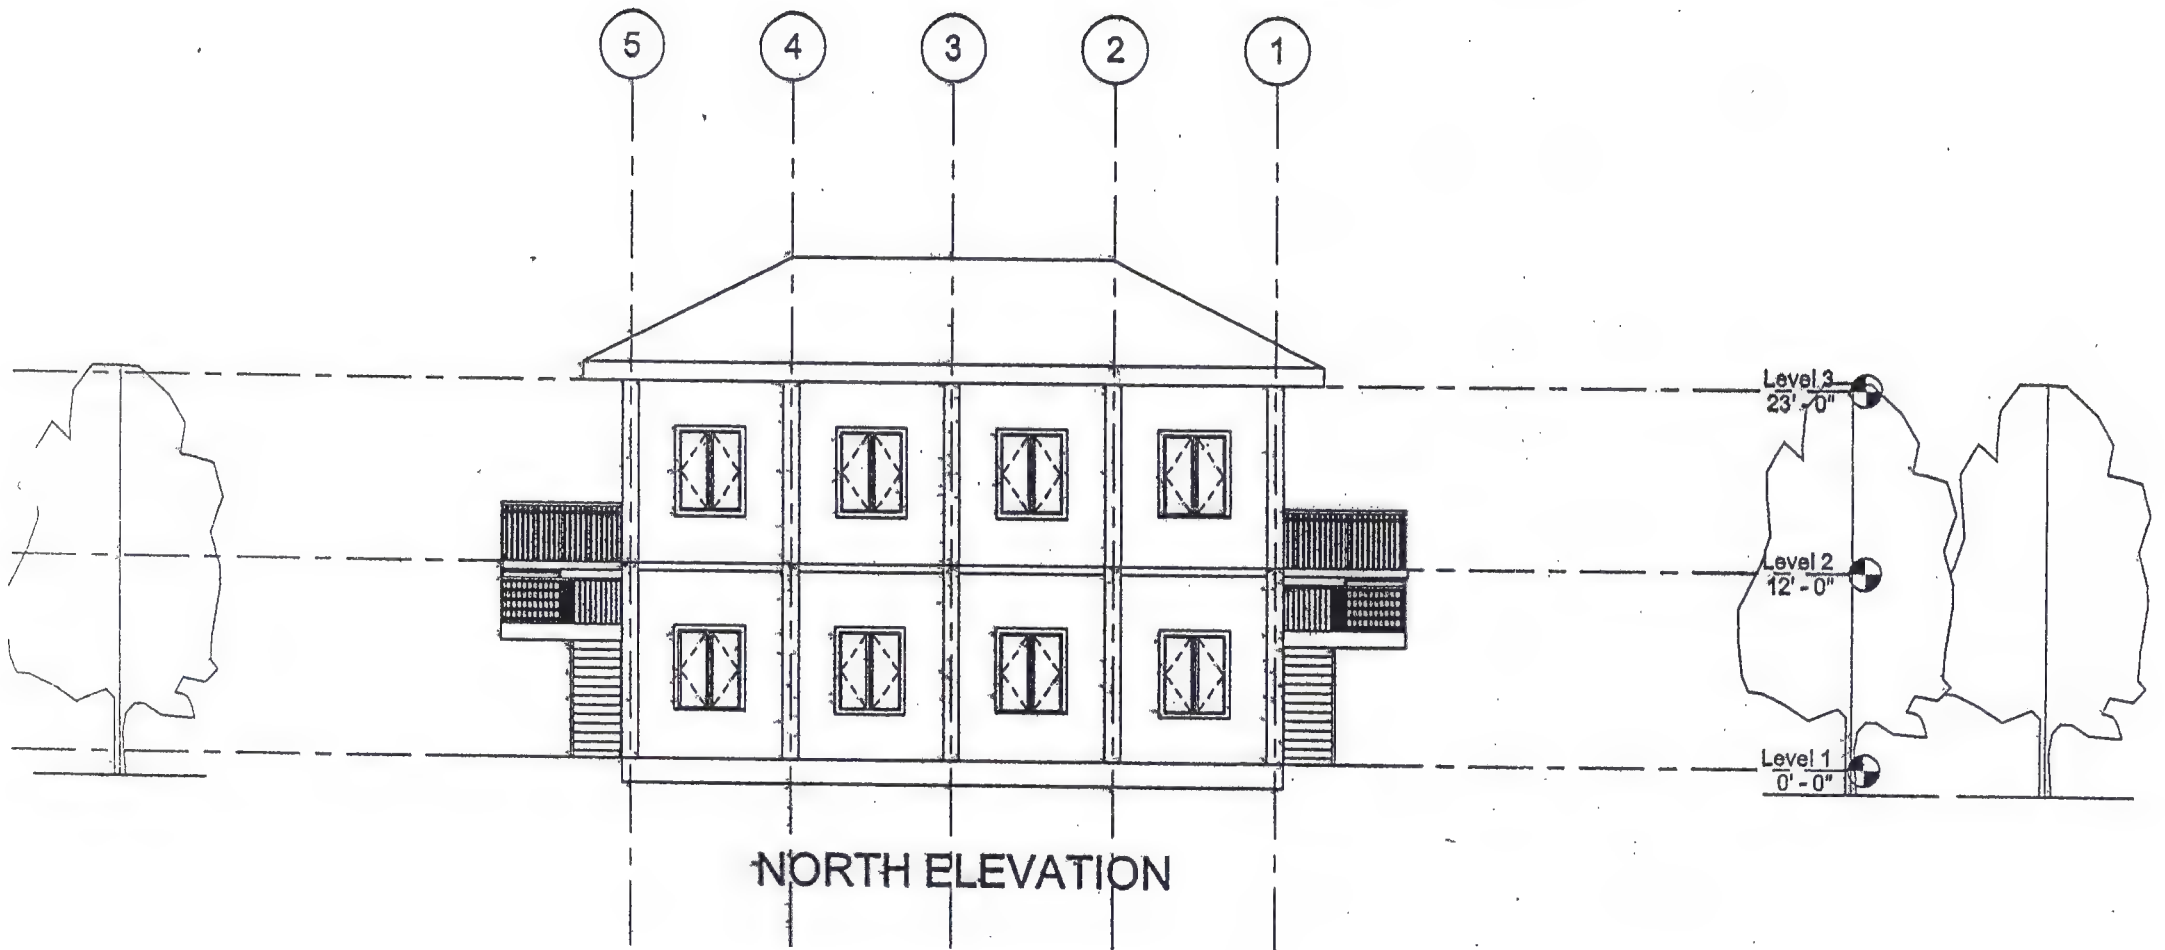 5 4 3 2 1
Level 3
23' - 0"
Level 2
12' - 0"
Level 1
0' - 0"
NORTH ELEVATION